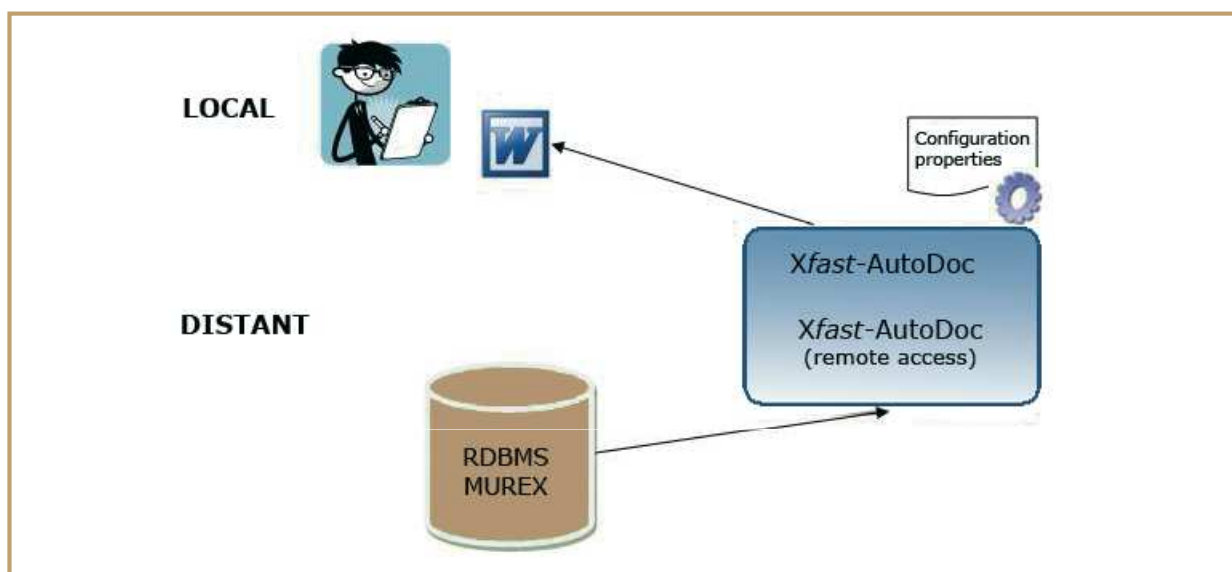 LOCAL
W
Configuration
properties
Xfast-AutoDoc
DISTANT
Xfast-AutoDoc
(remote access)
RDBMS
MUREX